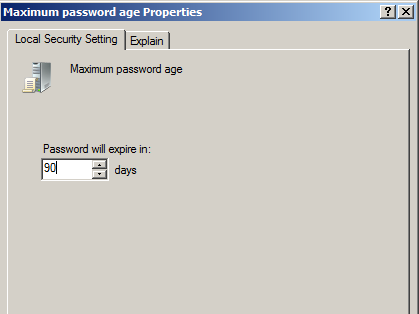 Maximum password age Properties
Local Security Setting
Explain
Maximum password age
Password will expire in:
90
days